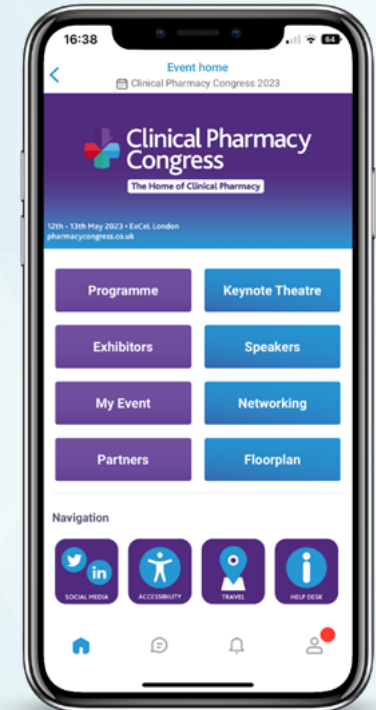 16:38
64
Event home
Clinical Pharmacy Congress 2023
Clinical Pharmacy
Congress
The Home of Clinical Pharmacy
12th - 13th May 2023 • ExCeL London
pharmacycongress.co.uk
Programme
Keynote Theatre
Exhibitors
Speakers
My Event
Networking
Partners
Floorplan
Navigation
in
SOCIAL MEDIA
ACCESSIBILITY
TRAVEL
HELP DESK